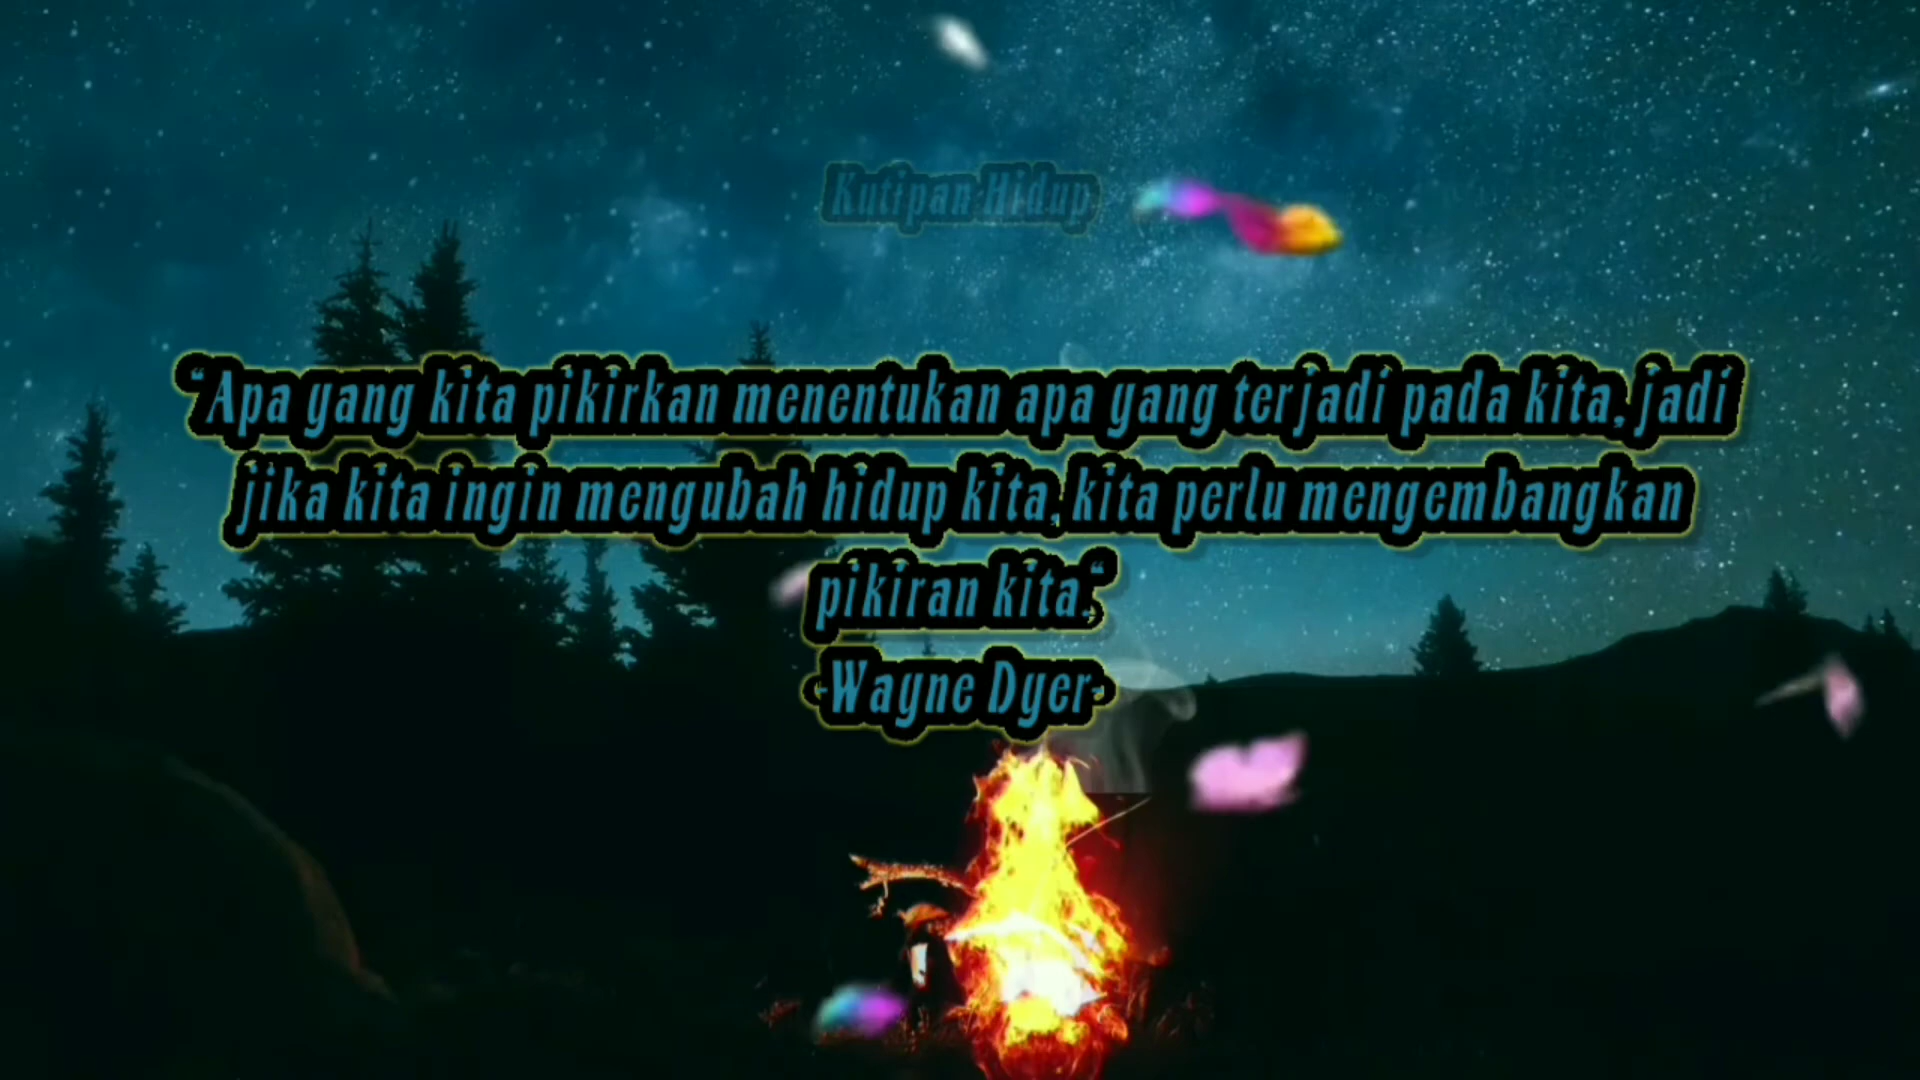 Kutipan Hidup
“Apa yang kita pikirkan menentukan apa yang terjadi pada kita, jadi
jika kita ingin mengubah hidup kita, kita perlu mengembangkan
pikiran kita.“
-Wayne Dyer-